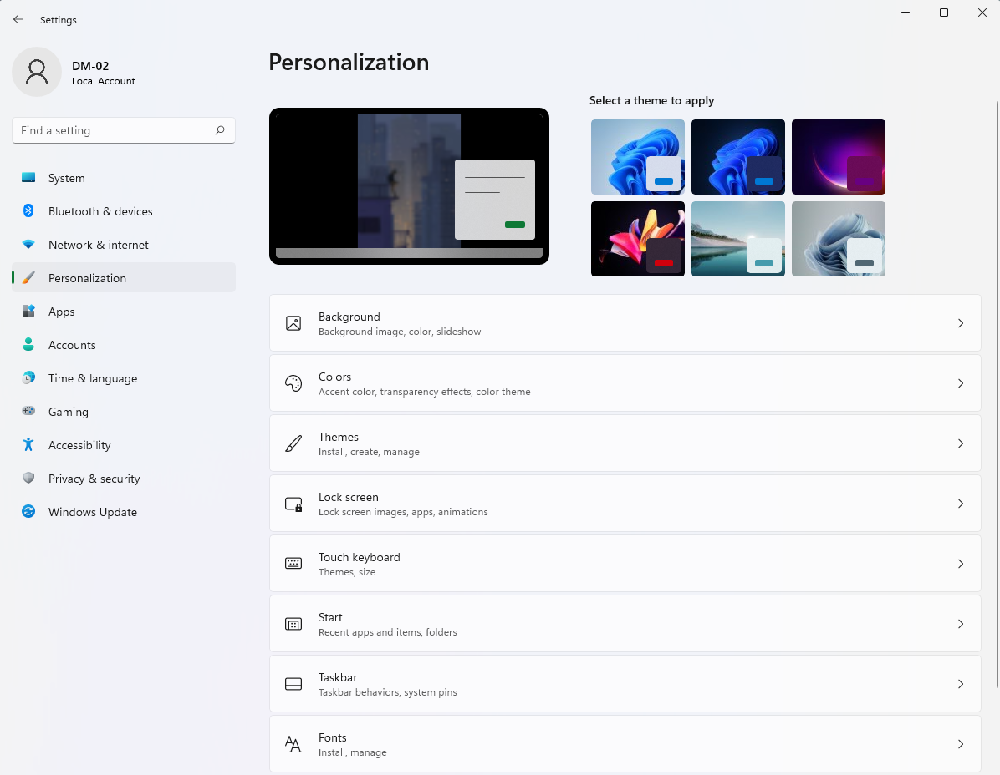 Settings
DM-02
Local Account
Find a setting
System
Bluetooth & devices
Network & internet
Personalization
Apps
Accounts
Time & language
Gaming
Accessibility
Privacy & security
Windows Update
Personalization
Select a theme to apply
Background
Background image, color, slideshow
Colors
Accent color, transparency effects, color theme
Themes
Install, create, manage
Lock screen
Lock screen images, apps, animations
Touch keyboard
Themes, size
Start
Recent apps and items, folders
Taskbar
Taskbar behaviors, system pins
Fonts
Install, manage